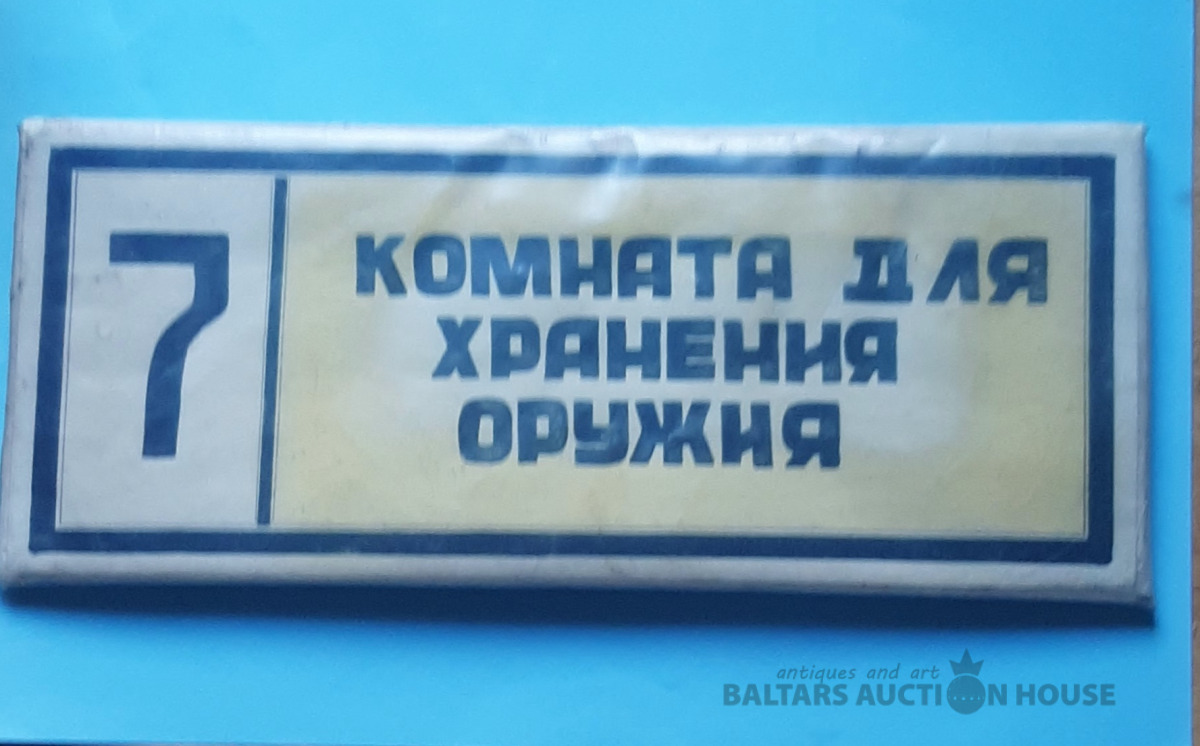 7
КОМНАТА ДЛЯ
ХРАНЕНИЯ
ОРУЖИЯ
antiques and art
BALTARS AUCTION HOUSE